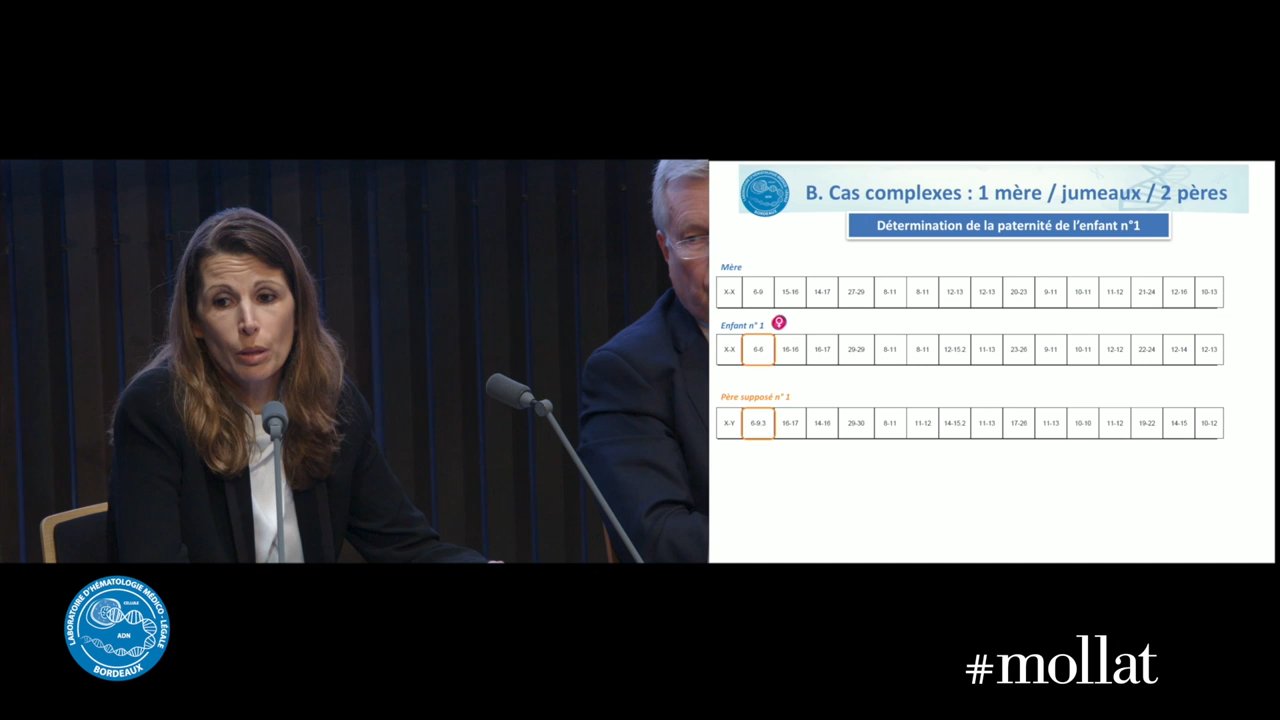 B. Cas complexes : 1 mère / jumeaux / 2 pères
Détermination de la paternité de l'enfant n°1
Mère
X-X 6-9 15-16 14-17 27-29 8-11 8-11 12-13 12-13 20-23 9-11 10-11 11-12 21-24 12-16 10-13
Enfant n° 1
X-X 6-6 16-16 16-17 29-29 8-11 8-11 12-15.2 11-13 23-26 9-11 10-11 12-12 22-24 12-14 12-13
Père supposé n° 1
X-Y 6-9.3 16-17 14-16 29-30 8-11 11-12 14-15.2 11-13 17-26 11-13 10-10 11-12 19-22 14-15 10-12
LABORATOIRE D'HÉMATOLOGIE MÉDICO-LÉGALE
ADN
BORDEAUX
#mollat